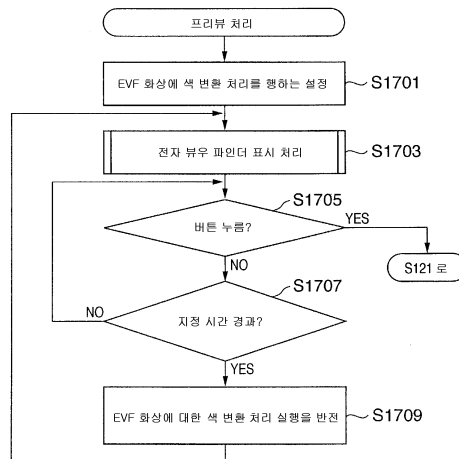 프리뷰 처리
EVF 화상에 색 변환 처리를 행하는 설정
S1701
전자 뷰우 파인더 표시 처리
S1703
S1705
버튼 누름?
YES
S121 로
NO
S1707
NO
지정 시간 경과?
YES
EVF 화상에 대한 색 변환 처리 실행을 반전
S1709